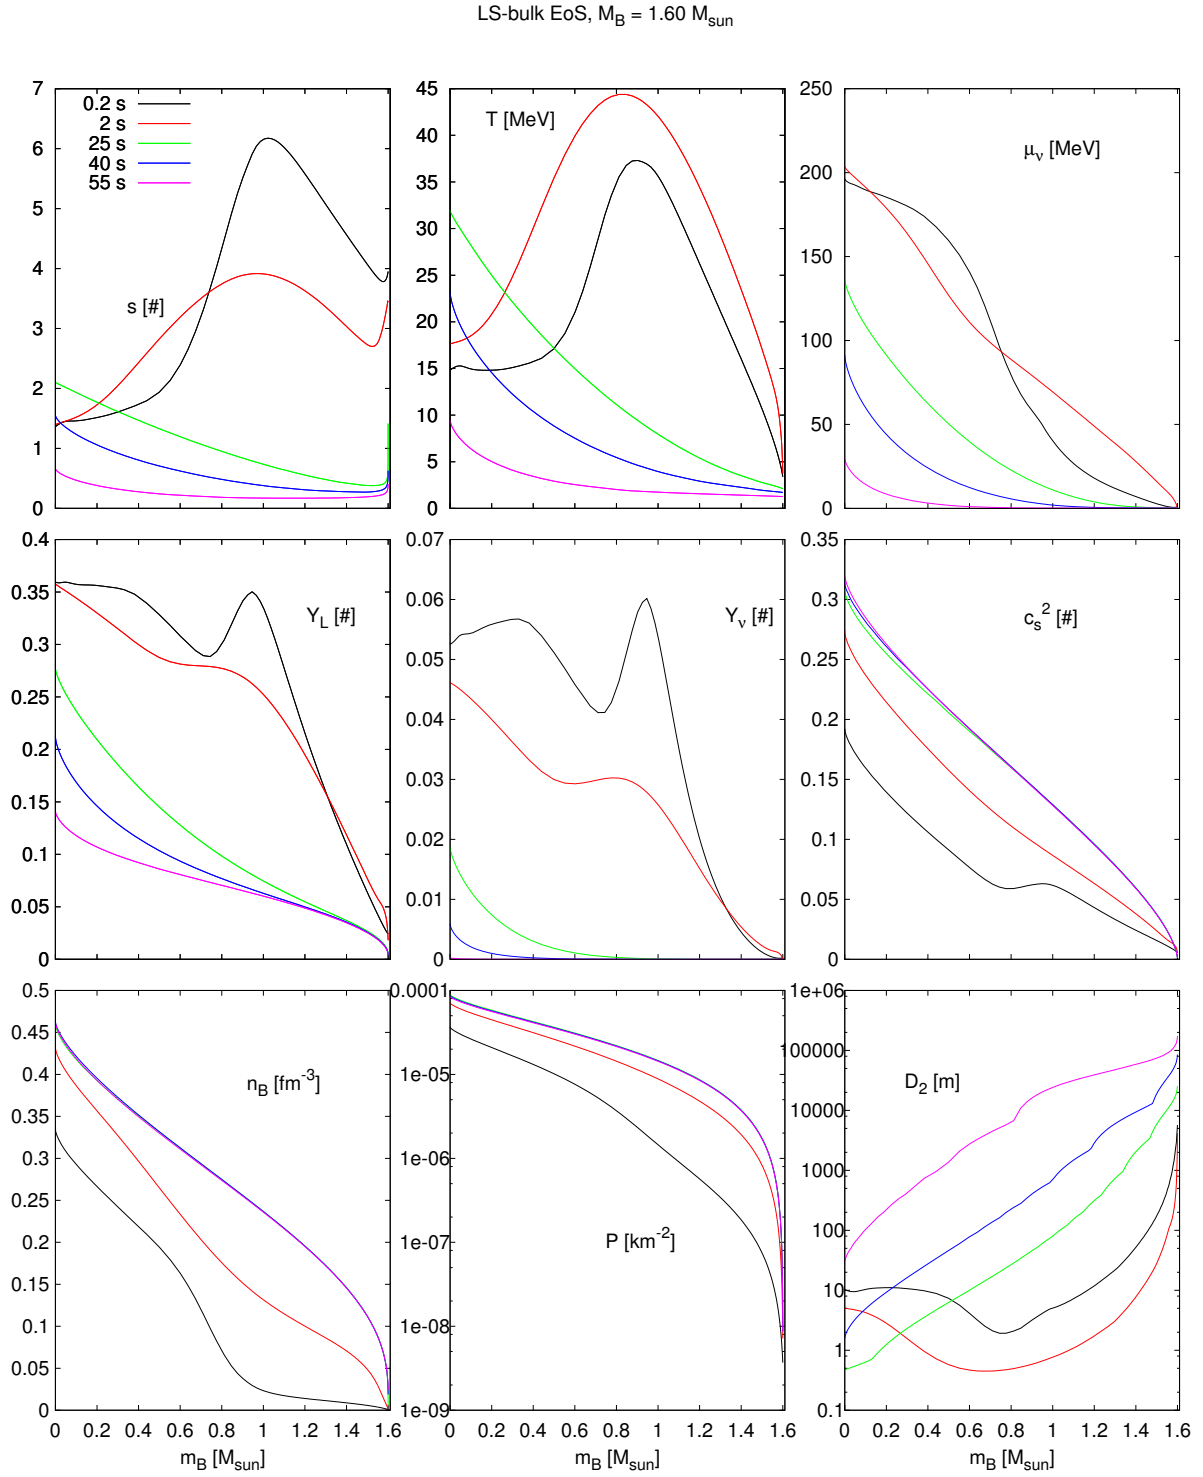 LS-bulk EoS, M_B = 1.60 M_sun
7
6
5
4
3
2
1
0
0.2 s
2 s
25 s
40 s
55 s
s [#]
45
40
35
30
25
20
15
10
5
0
T [MeV]
250
200
150
100
50
0
μ_ν [MeV]
0.4
0.35
0.3
0.25
0.2
0.15
0.1
0.05
0
Y_L [#]
0.07
0.06
0.05
0.04
0.03
0.02
0.01
0
Y_ν [#]
0.35
0.3
0.25
0.2
0.15
0.1
0.05
0
c_s^2 [#]
0.5
0.45
0.4
0.35
0.3
0.25
0.2
0.15
0.1
0.05
0
n_B [fm^-3]
0 0.2 0.4 0.6 0.8 1 1.2 1.4 1.6
m_B [M_sun]
0.0001
1e-05
1e-06
1e-07
1e-08
1e-09
P [km^-2]
0 0.2 0.4 0.6 0.8 1 1.2 1.4 1.6
m_B [M_sun]
1e+06
100000
10000
1000
100
10
1
0.1
D_2 [m]
0 0.2 0.4 0.6 0.8 1 1.2 1.4 1.6
m_B [M_sun]